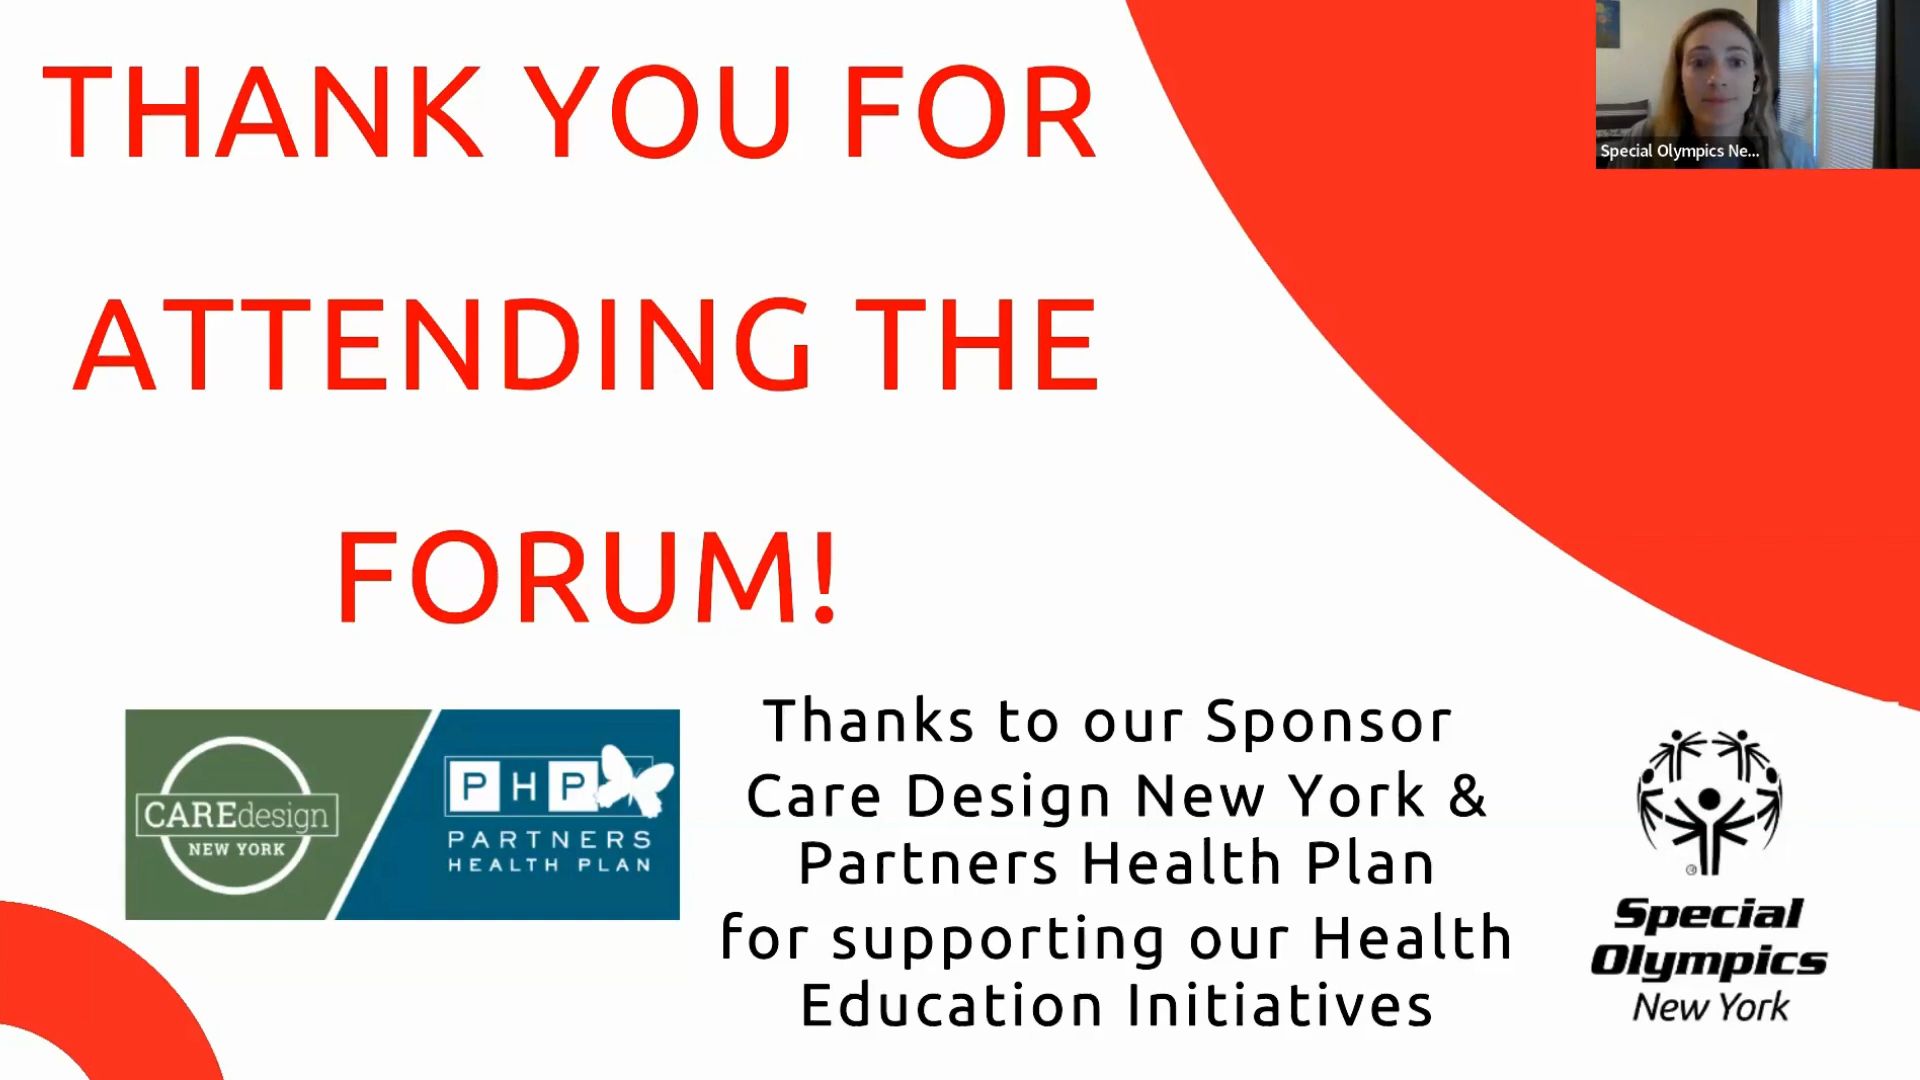 THANK YOU FOR
ATTENDING THE
FORUM!
Special Olympics Ne...
CAREdesign
NEW YORK
PHP
PARTNERS
HEALTH PLAN
Thanks to our Sponsor
Care Design New York &
Partners Health Plan
for supporting our Health
Education Initiatives
®
Special
Olympics
New York